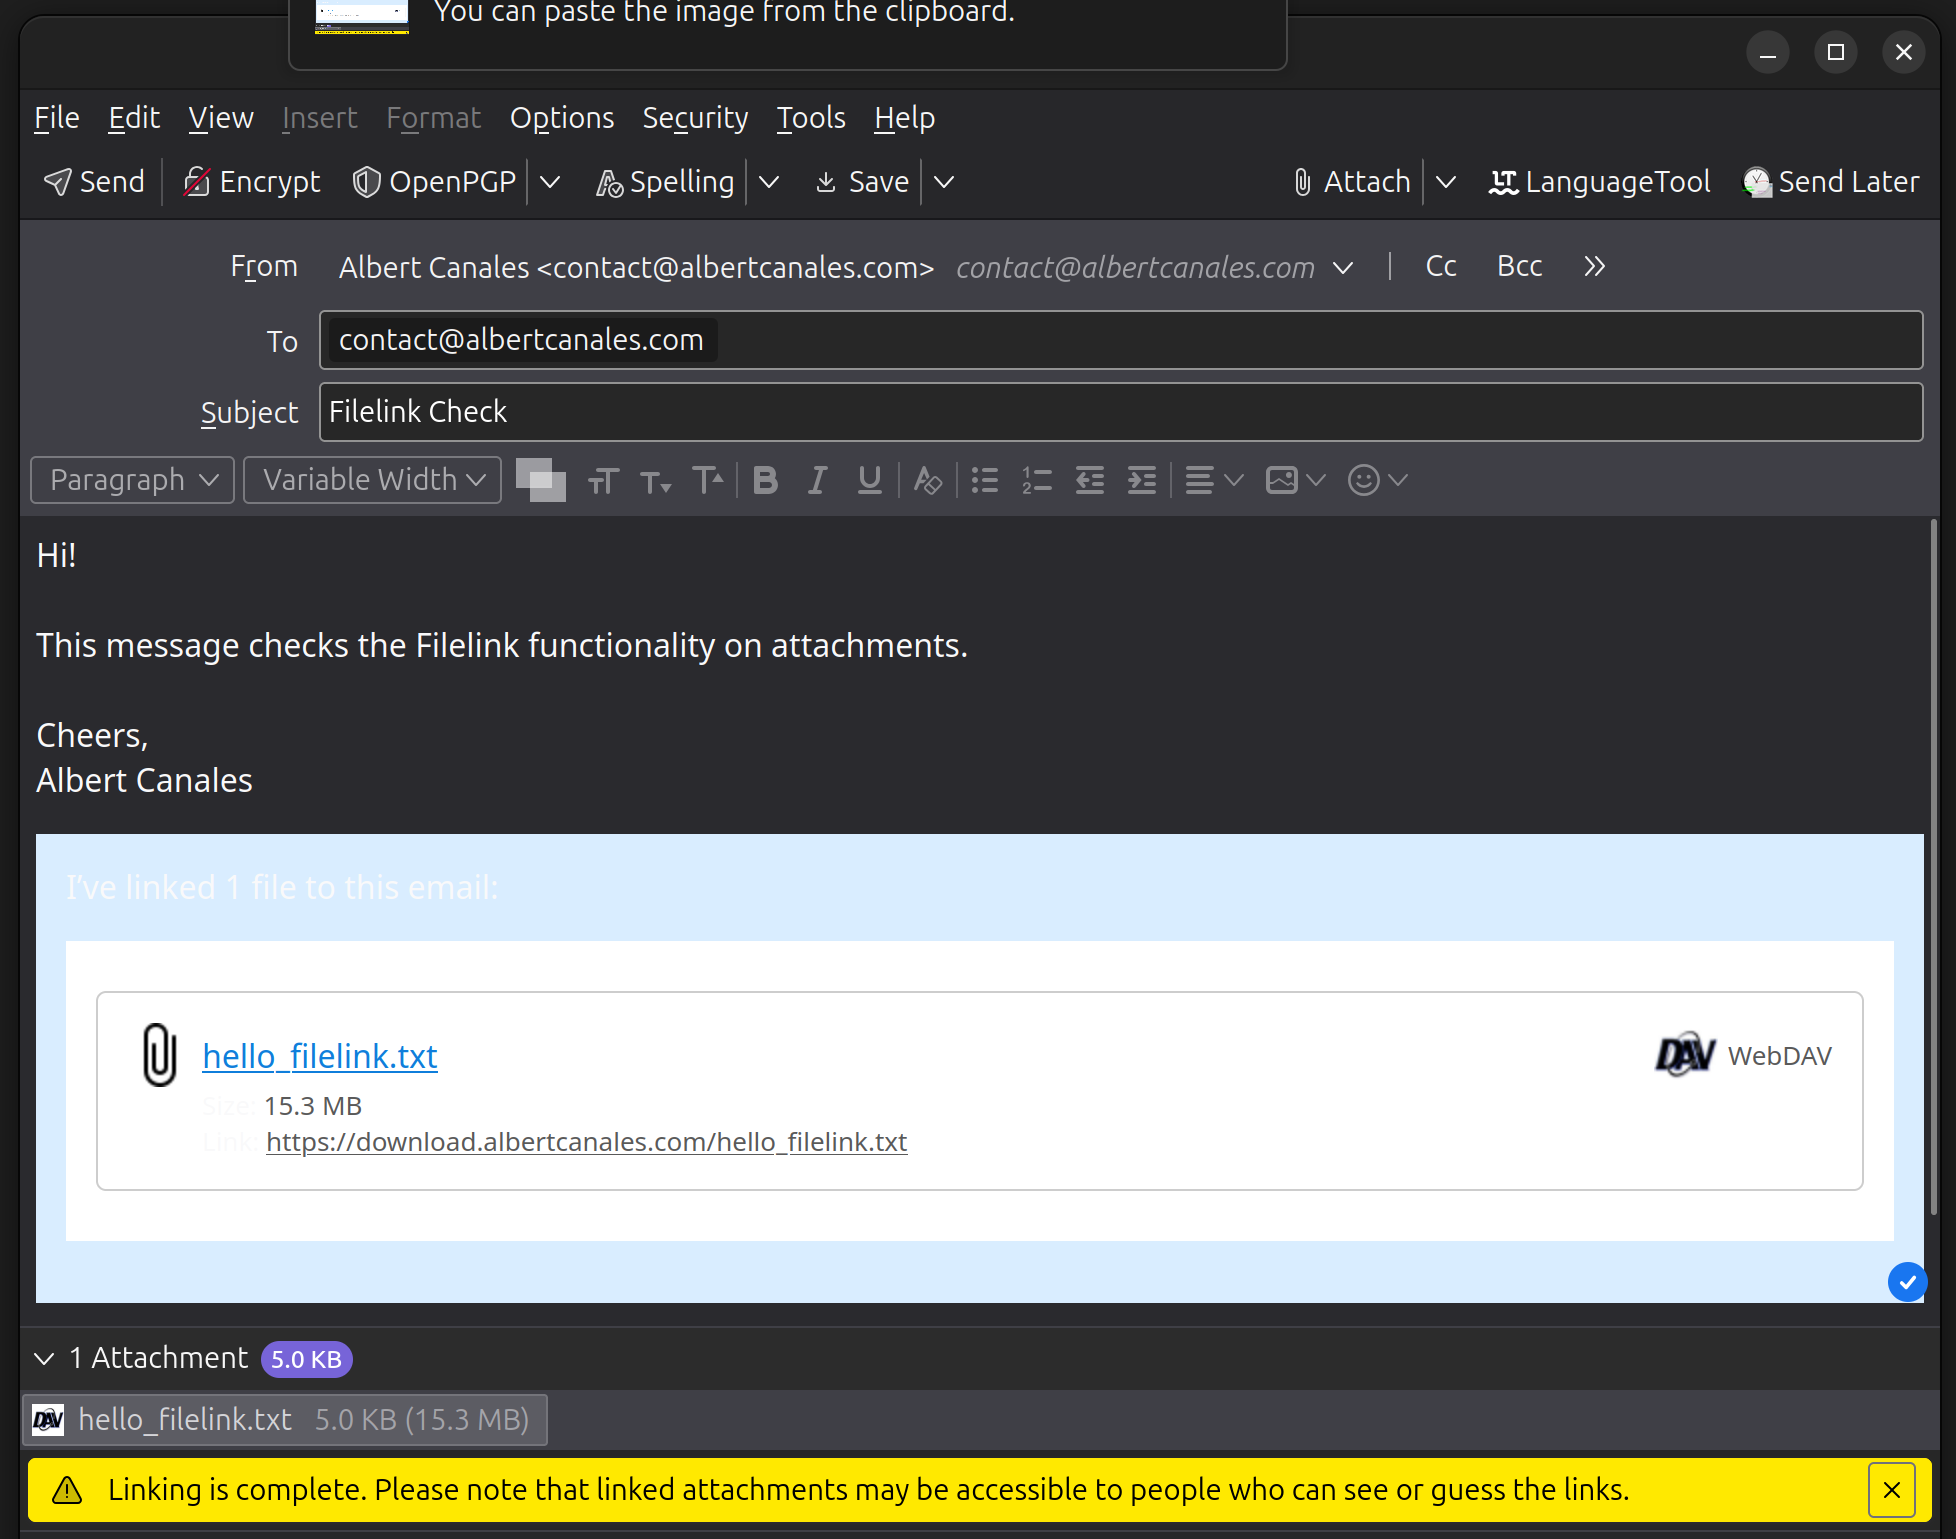 You can paste the image from the clipboard.
File Edit View Insert Format Options Security Tools Help
Send Encrypt OpenPGP Spelling Save Attach LanguageTool Send Later
From Albert Canales <contact@albertcanales.com> contact@albertcanales.com Cc Bcc
To contact@albertcanales.com
Subject Filelink Check
Paragraph Variable Width
Hi!
This message checks the Filelink functionality on attachments.
Cheers,
Albert Canales
I've linked 1 file to this email:
hello_filelink.txt DAV WebDAV
Size: 15.3 MB
Link: https://download.albertcanales.com/hello_filelink.txt
1 Attachment 5.0 KB
DAV hello_filelink.txt 5.0 KB (15.3 MB)
Linking is complete. Please note that linked attachments may be accessible to people who can see or guess the links.